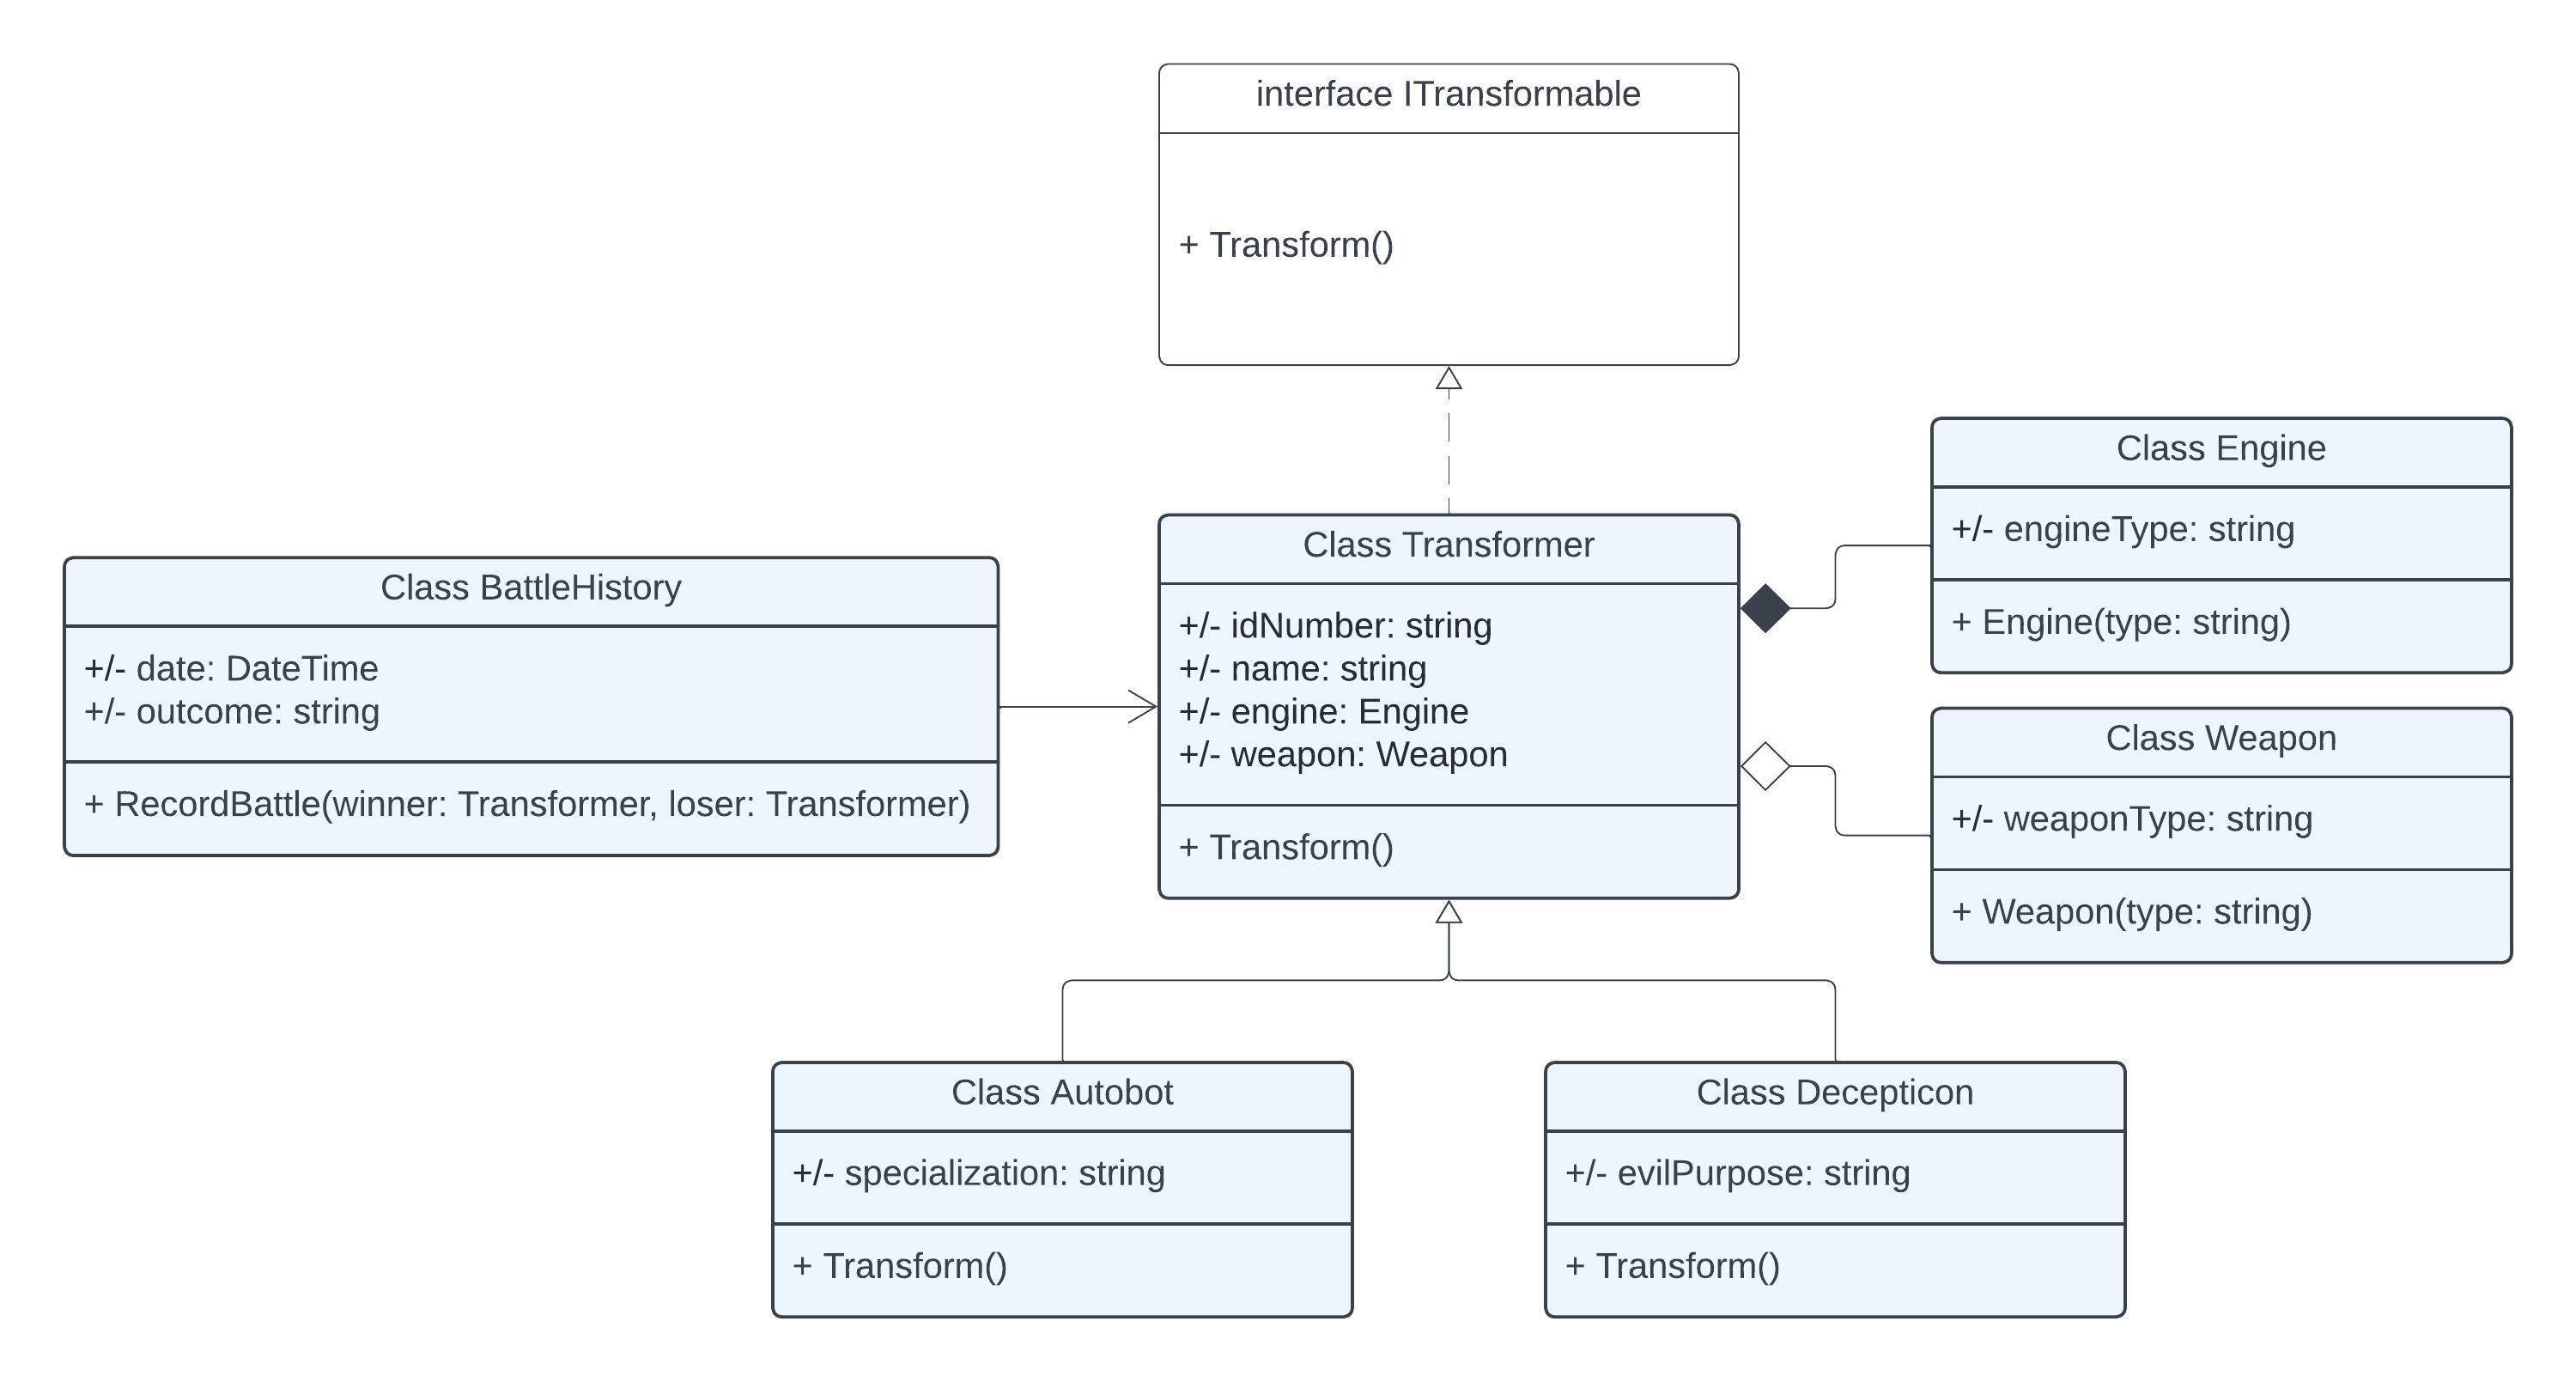 interface ITransformable
+ Transform()
Class Engine
+/- engineType: string
+ Engine(type: string)
Class Transformer
+/- idNumber: string
+/- name: string
+/- engine: Engine
+/- weapon: Weapon
+ Transform()
Class BattleHistory
+/- date: DateTime
+/- outcome: string
+ RecordBattle(winner: Transformer, loser: Transformer)
Class Weapon
+/- weaponType: string
+ Weapon(type: string)
Class Autobot
+/- specialization: string
+ Transform()
Class Decepticon
+/- evilPurpose: string
+ Transform()